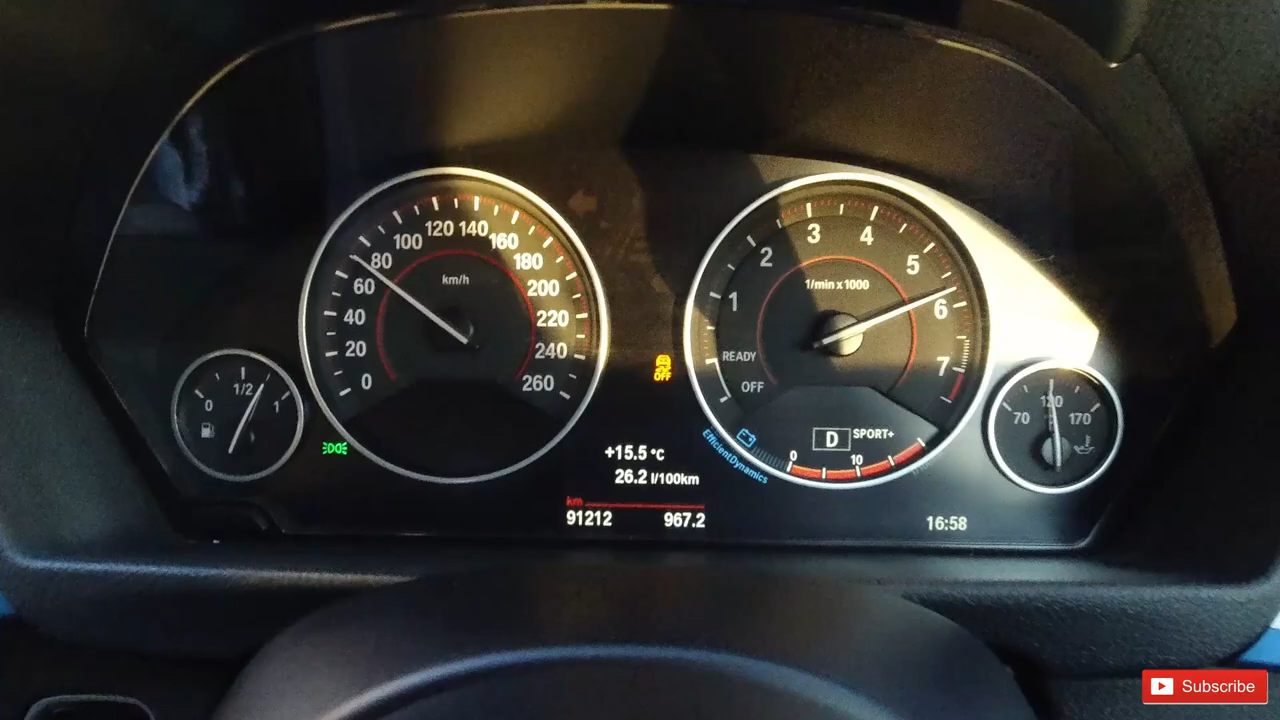 0
20
40
60
80
100
120
140
160
180
200
220
240
260
km/h
1
2
3
4
5
6
7
1/min x 1000
READY
OFF
0
1/2
1
OFF
D
SPORT+
0
10
EfficientDynamics
70
120
170
+15.5 °C
26.2 l/100km
km
91212
967.2
16:58
Subscribe